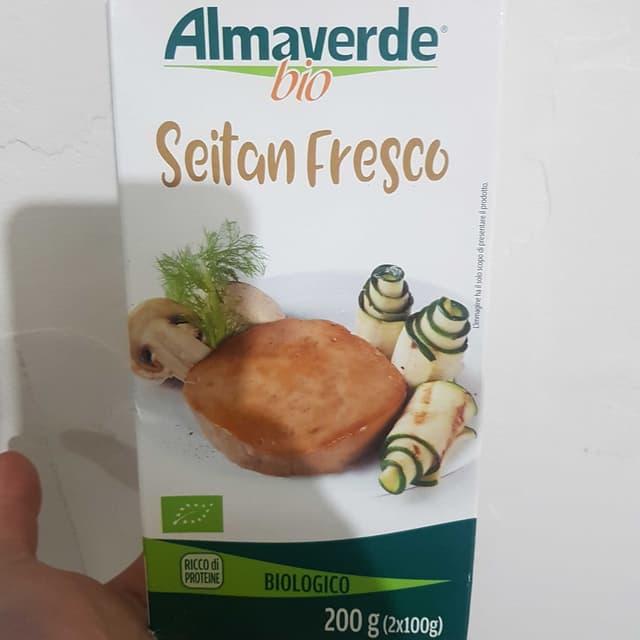 Almaverde®
bio
Seitan Fresco
L'immagine ha il solo scopo di presentare il prodotto.
RICCO di
PROTEINE
BIOLOGICO
200 g (2x100g)